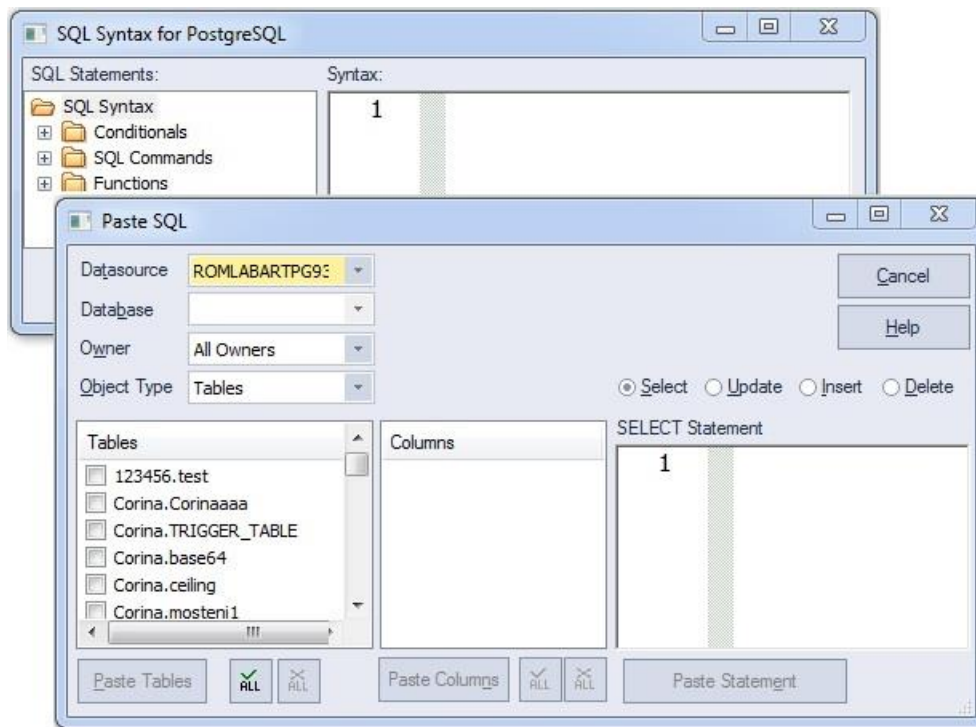 SQL Syntax for PostgreSQL
SQL Statements:
Syntax:
SQL Syntax
Conditionals
SQL Commands
Functions
1
Paste SQL
Datasource ROMLABARTPG93
Database
Owner All Owners
Object Type Tables
Cancel
Help
Select Update Insert Delete
Tables
123456.test
Corina.Corinaaaa
Corina.TRIGGER_TABLE
Corina.base64
Corina.ceiling
Corina.mosteni1
Columns
SELECT Statement
1
Paste Tables ALL ALL
Paste Columns ALL ALL
Paste Statement